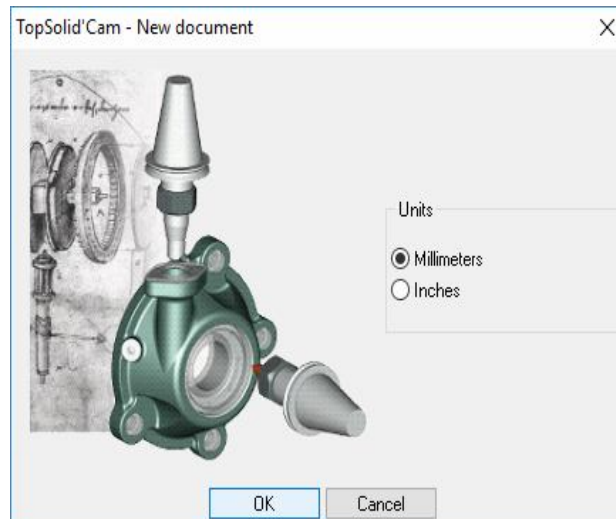 TopSolid'Cam - New document
Units
Millimeters
Inches
OK
Cancel